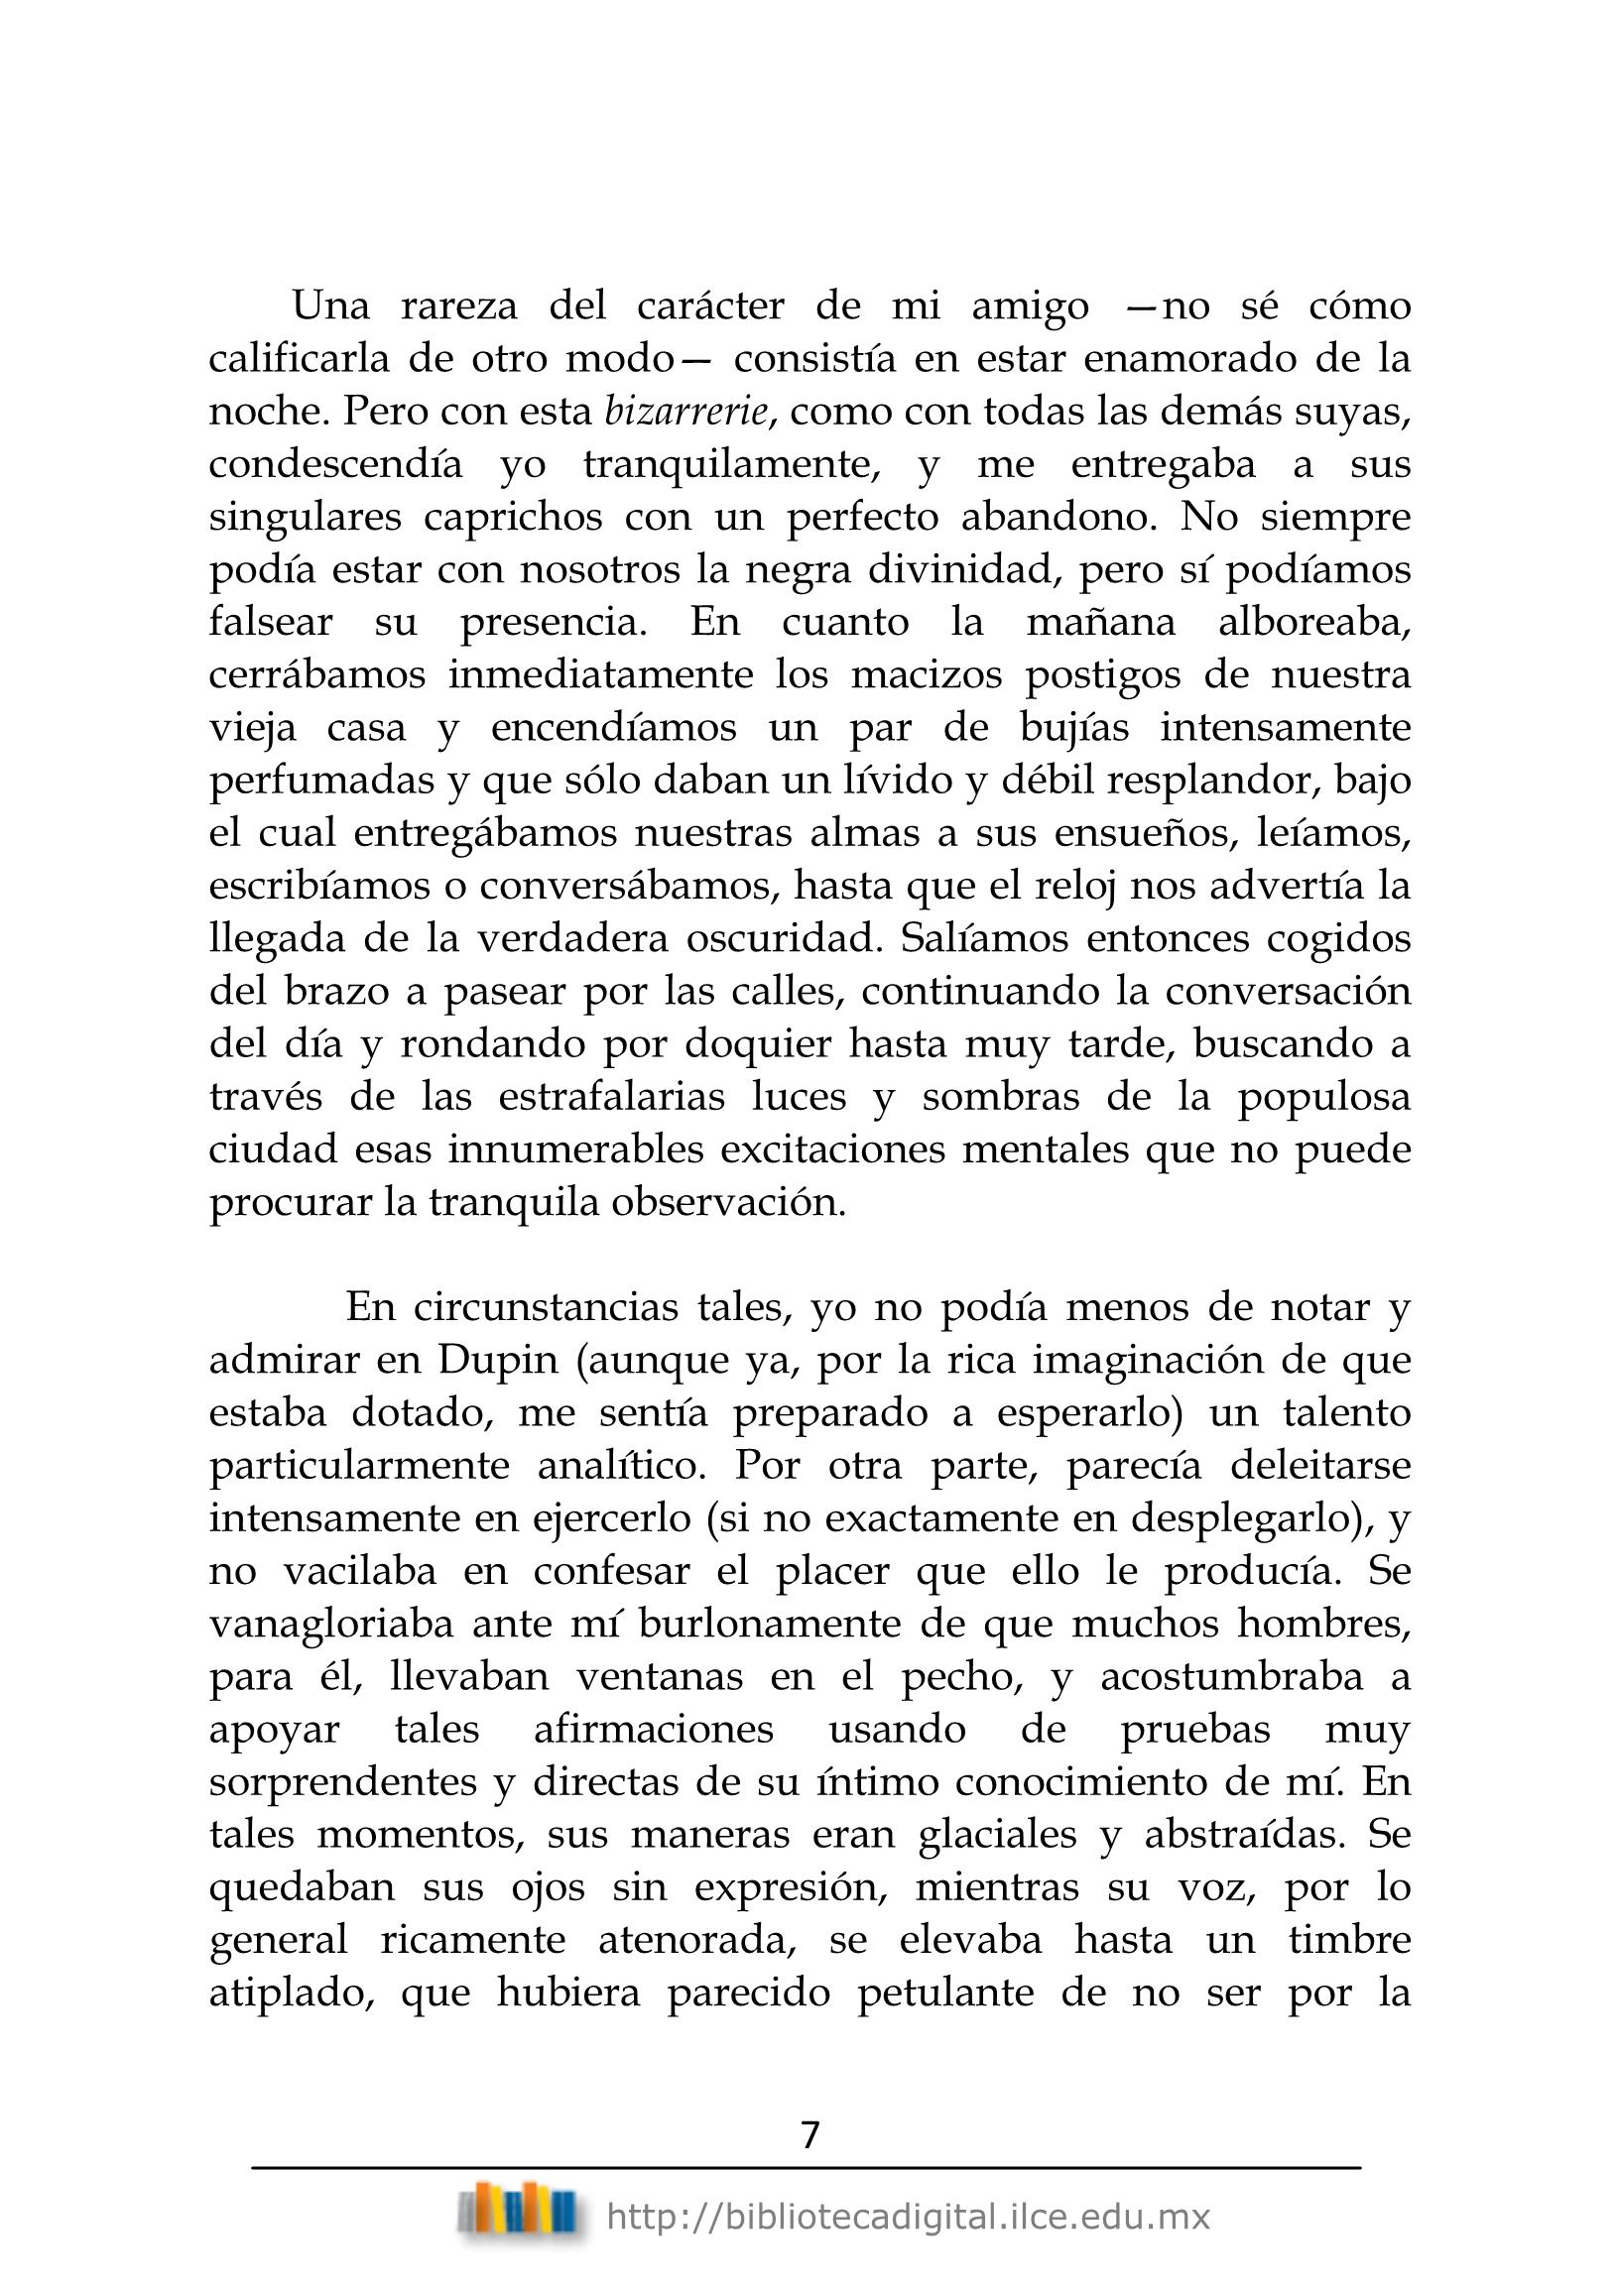 Una rareza del carácter de mi amigo —no sé cómo
calificarla de otro modo— consistía en estar enamorado de la
noche. Pero con esta bizarrerie, como con todas las demás suyas,
condescendía yo tranquilamente, y me entregaba a sus
singulares caprichos con un perfecto abandono. No siempre
podía estar con nosotros la negra divinidad, pero sí podíamos
falsear su presencia. En cuanto la mañana alboreaba,
cerrábamos inmediatamente los macizos postigos de nuestra
vieja casa y encendíamos un par de bujías intensamente
perfumadas y que sólo daban un lívido y débil resplandor, bajo
el cual entregábamos nuestras almas a sus ensueños, leíamos,
escribíamos o conversábamos, hasta que el reloj nos advertía la
llegada de la verdadera oscuridad. Salíamos entonces cogidos
del brazo a pasear por las calles, continuando la conversación
del día y rondando por doquier hasta muy tarde, buscando a
través de las estrafalarias luces y sombras de la populosa
ciudad esas innumerables excitaciones mentales que no puede
procurar la tranquila observación.
En circunstancias tales, yo no podía menos de notar y
admirar en Dupin (aunque ya, por la rica imaginación de que
estaba dotado, me sentía preparado a esperarlo) un talento
particularmente analítico. Por otra parte, parecía deleitarse
intensamente en ejercerlo (si no exactamente en desplegarlo), y
no vacilaba en confesar el placer que ello le producía. Se
vanagloriaba ante mí burlonamente de que muchos hombres,
para él, llevaban ventanas en el pecho, y acostumbraba a
apoyar tales afirmaciones usando de pruebas muy
sorprendentes y directas de su íntimo conocimiento de mí. En
tales momentos, sus maneras eran glaciales y abstraídas. Se
quedaban sus ojos sin expresión, mientras su voz, por lo
general ricamente atenorada, se elevaba hasta un timbre
atiplado, que hubiera parecido petulante de no ser por la
7
http://bibliotecadigital.ilce.edu.mx